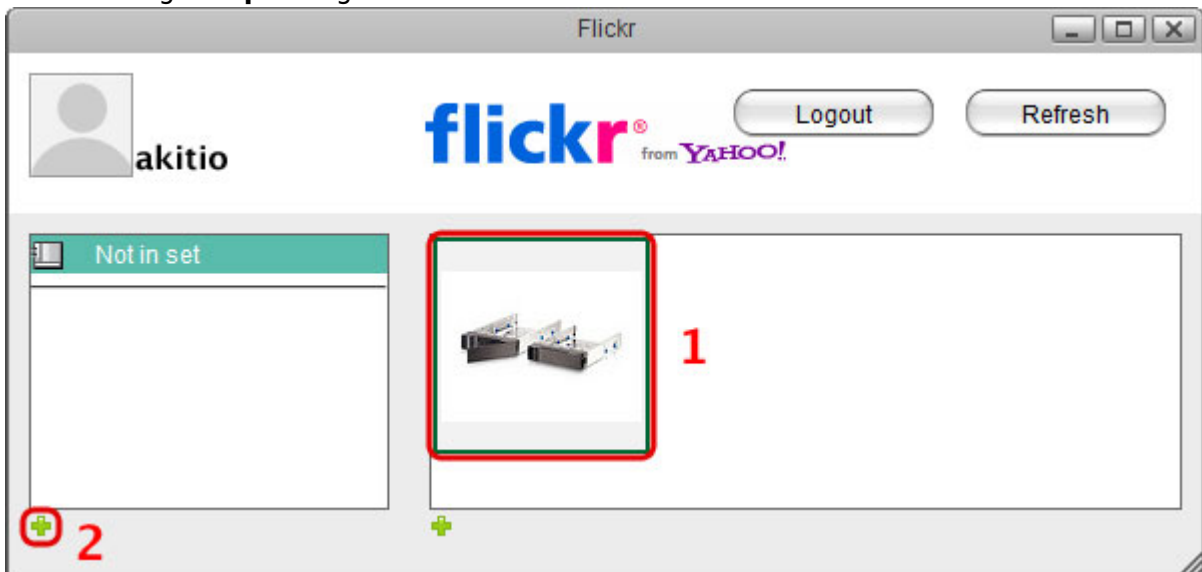 Flickr
akitio
flickr® from YAHOO!
Logout
Refresh
Not in set
1
2